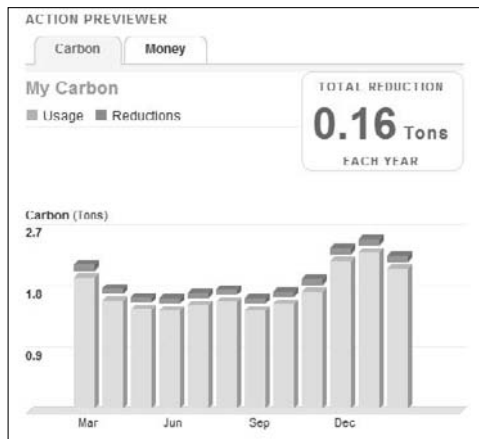 ACTION PREVIEWER
Carbon Money
My Carbon
Usage Reductions
TOTAL REDUCTION
0.16 Tons
EACH YEAR
Carbon (Tons)
2.7
1.8
0.9
Mar Jun Sep Dec